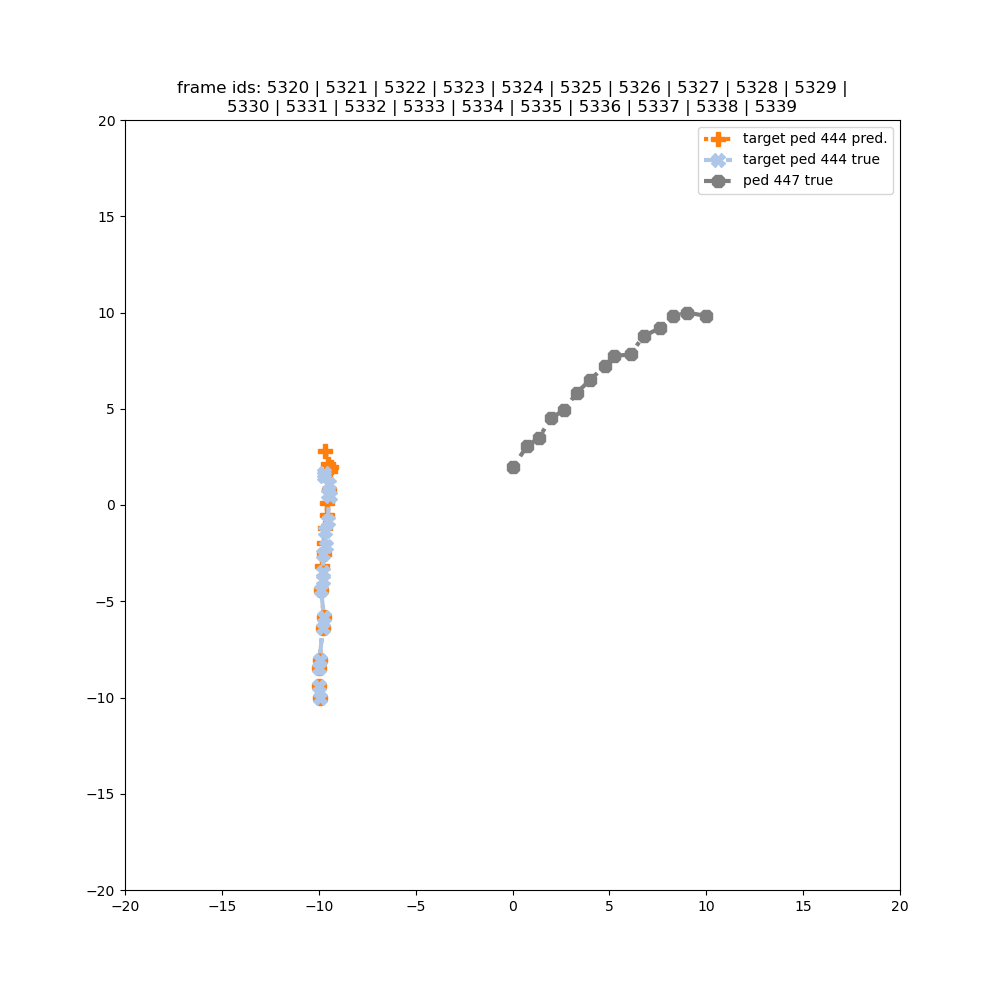 frame ids: 5320 | 5321 | 5322 | 5323 | 5324 | 5325 | 5326 | 5327 | 5328 | 5329 |
5330 | 5331 | 5332 | 5333 | 5334 | 5335 | 5336 | 5337 | 5338 | 5339
target ped 444 pred.
target ped 444 true
ped 447 true
20
15
10
5
0
−5
−10
−15
−20
−20 −15 −10 −5 0 5 10 15 20